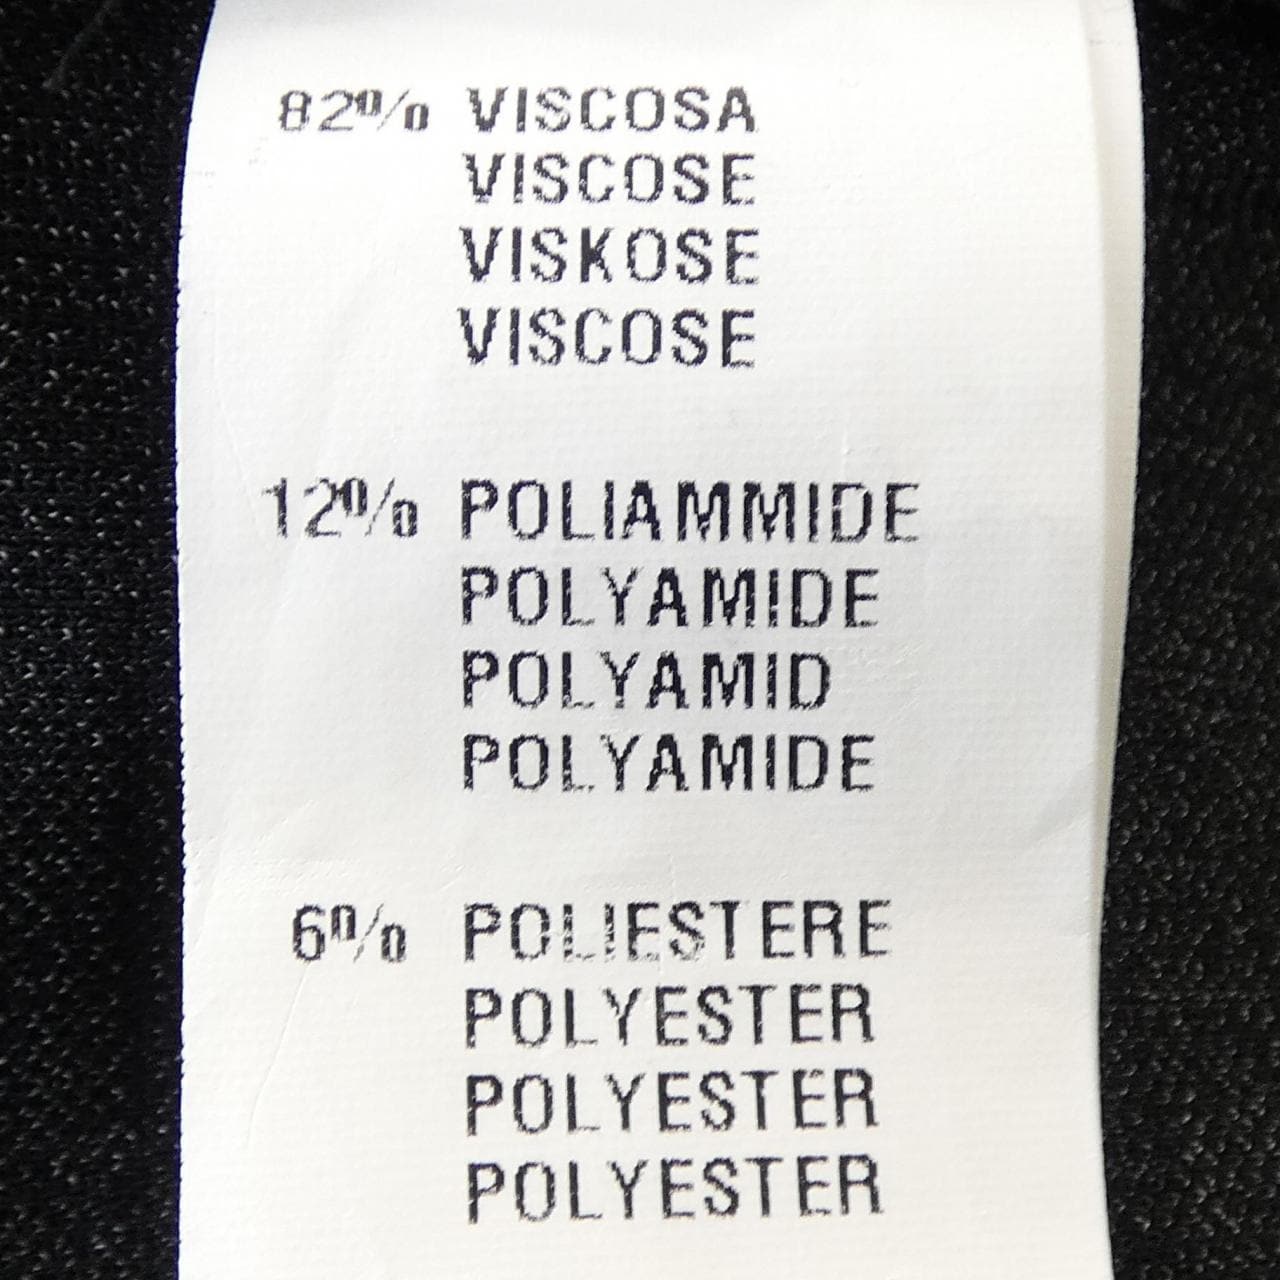 82% VISCOSA
VISCOSE
VISKOSE
VISCOSE
12% POLIAMMIDE
POLYAMIDE
POLYAMID
POLYAMIDE
6% POLIESTERE
POLYESTER
POLYESTER
POLYESTER